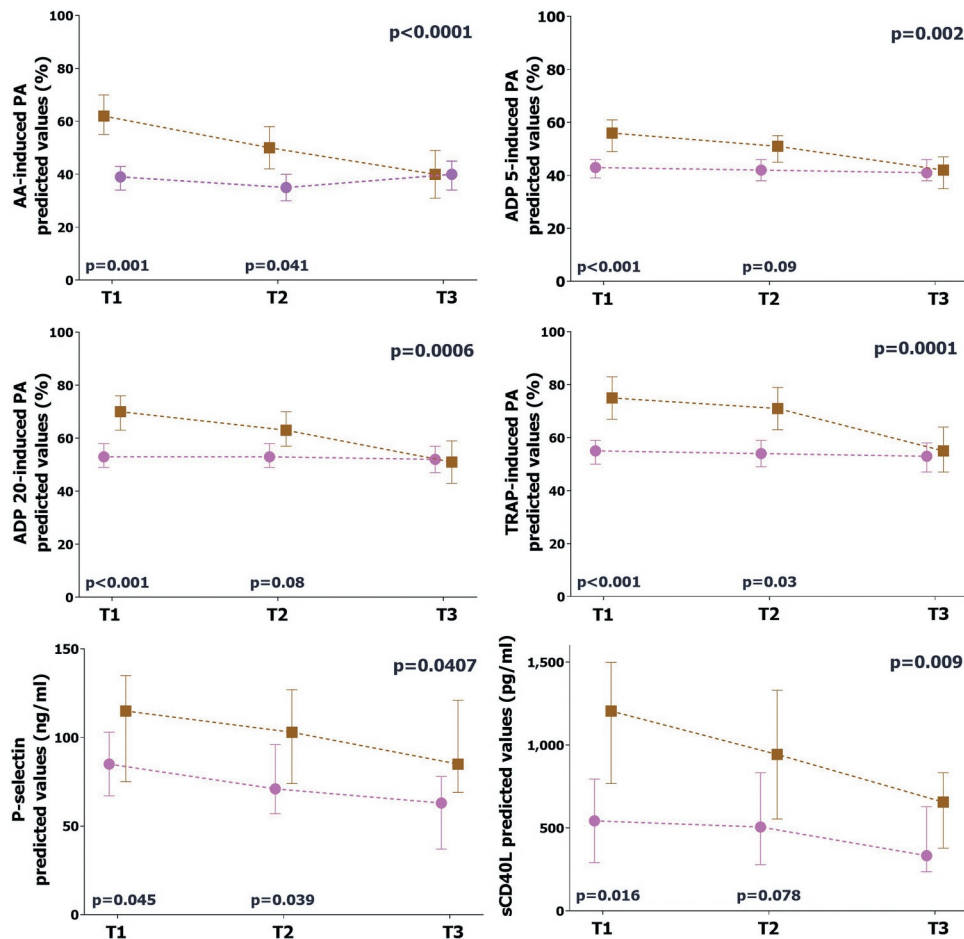 AA-induced PA
predicted values (%)
100
80
60
40
20
0
p<0.0001
p=0.001
p=0.041
T1
T2
T3
ADP 5-induced PA
predicted values (%)
100
80
60
40
20
0
p=0.002
p<0.001
p=0.09
T1
T2
T3
ADP 20-induced PA
predicted values (%)
100
80
60
40
20
0
p=0.0006
p<0.001
p=0.08
T1
T2
T3
TRAP-induced PA
predicted values (%)
100
80
60
40
20
0
p=0.0001
p<0.001
p=0.03
T1
T2
T3
P-selectin
predicted values (ng/ml)
150
100
50
0
p=0.0407
p=0.045
p=0.039
T1
T2
T3
sCD40L predicted values (pg/ml)
1,500
1,000
500
0
p=0.009
p=0.016
p=0.078
T1
T2
T3